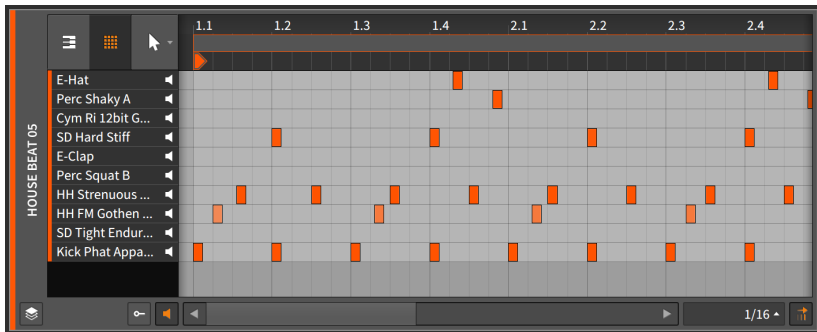 1.1 1.2 1.3 1.4 2.1 2.2 2.3 2.4
HOUSE BEAT 05
E-Hat
Perc Shaky A
Cym Ri 12bit G...
SD Hard Stiff
E-Clap
Perc Squat B
HH Strenuous ...
HH FM Gothen ...
SD Tight Endur...
Kick Phat Appa...
1/16